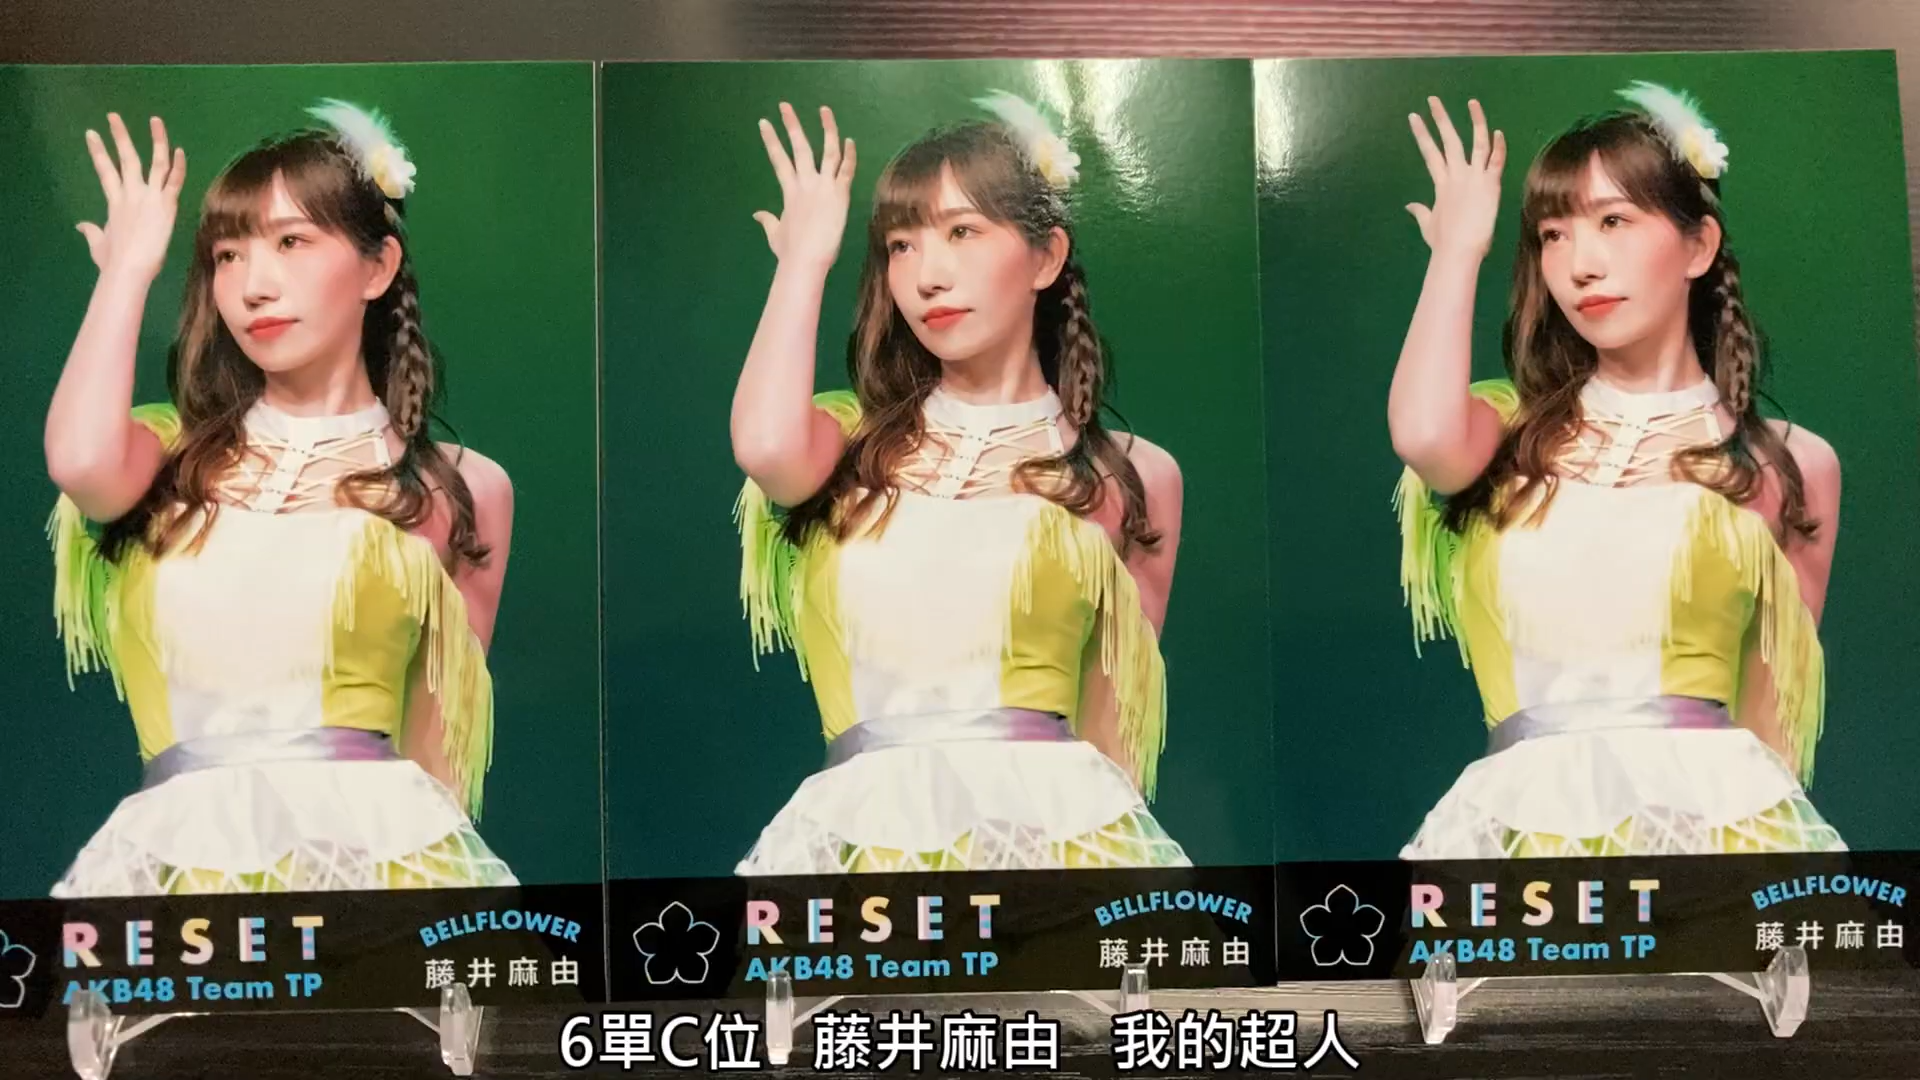 RESET
AKB48 Team TP
BELLFLOWER
藤井麻由
RESET
AKB48 Team TP
BELLFLOWER
藤井麻由
RESET
AKB48 Team TP
BELLFLOWER
藤井麻由
6單C位 藤井麻由 我的超人